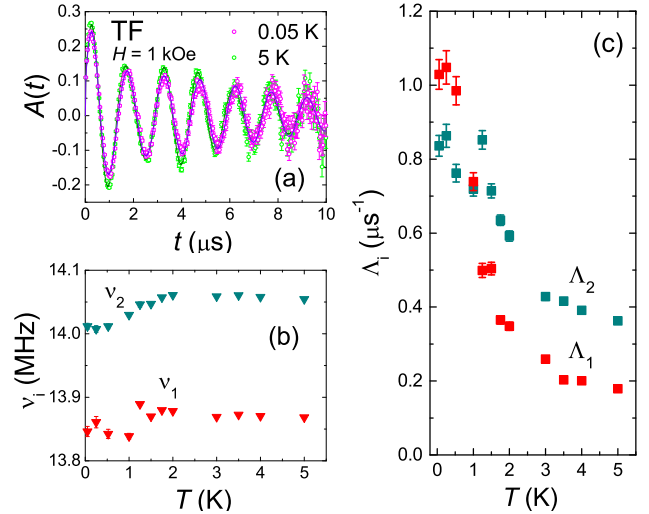 TF
H = 1 kOe
0.05 K
5 K
A(t)
0.3
0.2
0.1
0.0
-0.1
-0.2
(a)
0 2 4 6 8 10
t (μs)
ν₂
(b)
ν₁
νᵢ (MHz)
14.1
14.0
13.9
13.8
0 1 2 3 4 5
T (K)
(c)
Λᵢ (μs⁻¹)
1.2
1.0
0.8
0.6
0.4
0.2
0.0
Λ₂
Λ₁
0 1 2 3 4 5
T (K)